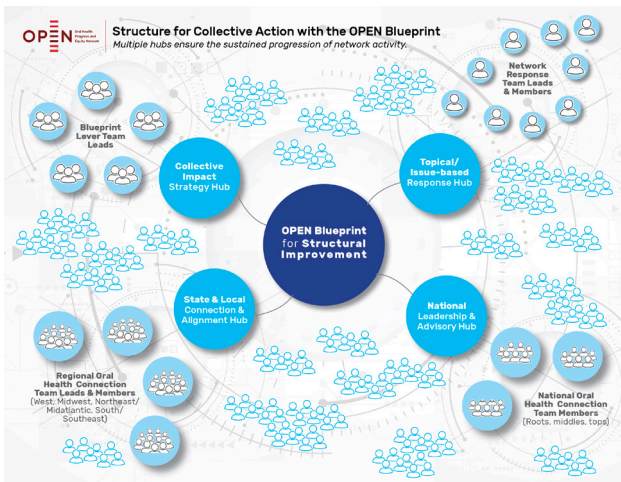 OPEN
Oral Health
Progress and
Equity Network
Structure for Collective Action with the OPEN Blueprint
Multiple hubs ensure the sustained progression of network activity.
Network
Response
Team Leads
& Members
Blueprint
Lever Team
Leads
Collective
Impact
Strategy Hub
Topical/
Issue-based
Response Hub
OPEN Blueprint
for Structural
Improvement
State & Local
Connection &
Alignment Hub
National
Leadership &
Advisory Hub
Regional Oral
Health Connection
Team Leads & Members
(West, Midwest, Northeast/
Midatlantic, South/
Southeast)
National Oral
Health Connection
Team Members
(Roots, middles, tops)